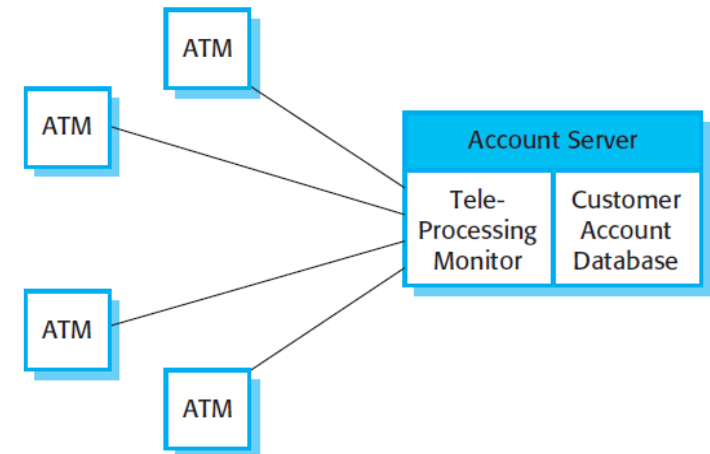 ATM
ATM
Account Server
Tele-
Processing
Monitor
Customer
Account
Database
ATM
ATM